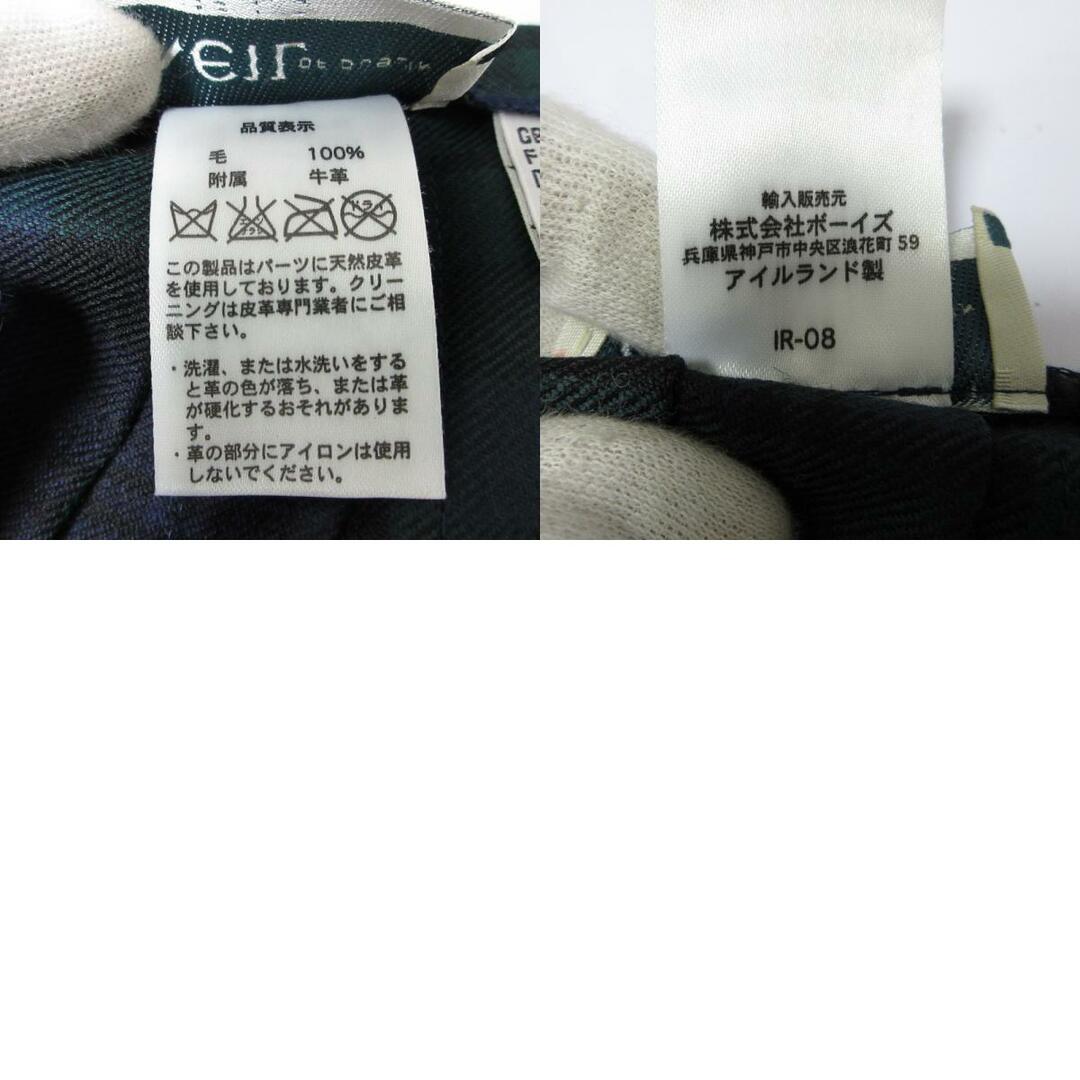 品質表示
毛 100%
附属 牛革
エンソ
ドライ
この製品はパーツに天然皮革
を使用しております。クリー
ニングは皮革専門業者にご相
談下さい。
・洗濯、または水洗いをする
と革の色が落ち、または革
が硬化するおそれがありま
す。
・革の部分にアイロンは使用
しないでください。
輸入販売元
株式会社ボーイズ
兵庫県神戸市中央区浪花町 59
アイルランド製
IR-08